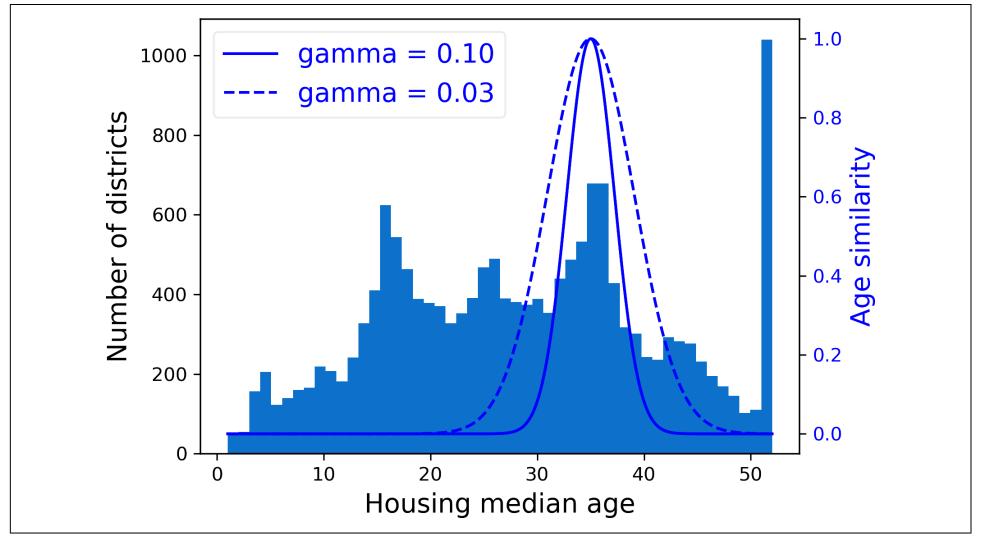 gamma = 0.10
gamma = 0.03
Number of districts
1000
800
600
400
200
0
1.0
0.8
0.6
0.4
0.2
0.0
Age similarity
0 10 20 30 40 50
Housing median age